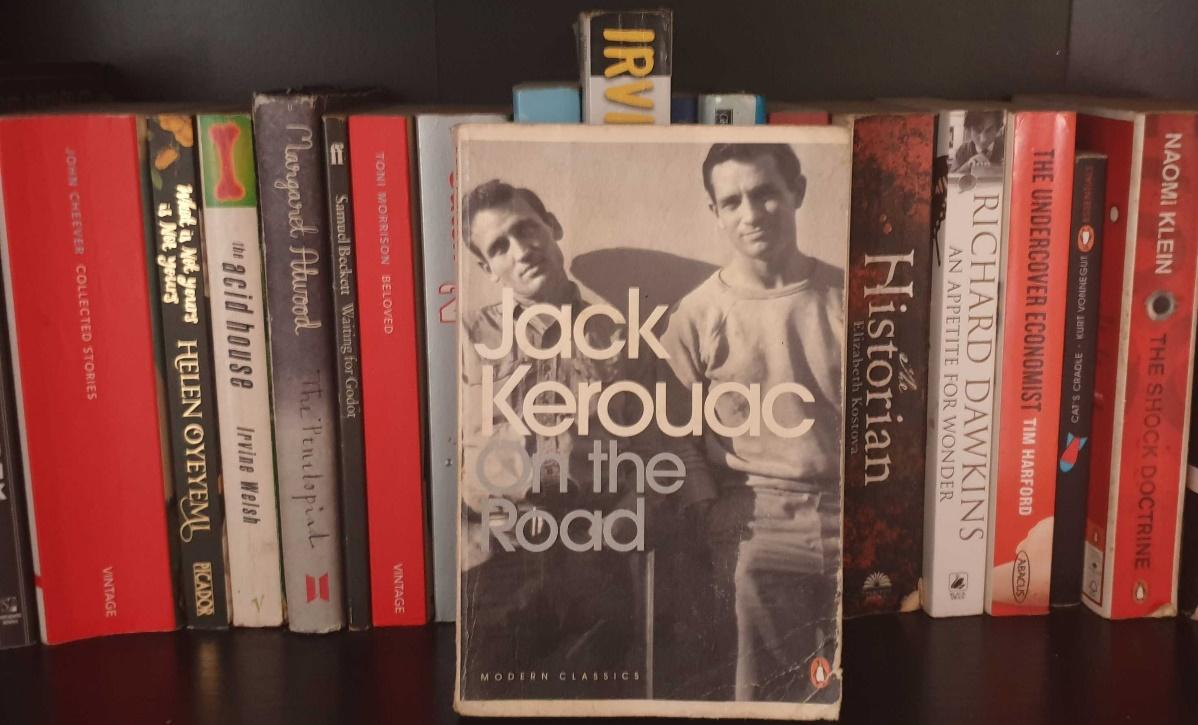 JOHN CHEEVER COLLECTED STORIES
VINTAGE
What is Not yours is Not yours
HELEN OYEYEMI
PICADOR
the acid house
Irvine Welsh
Margaret Atwood
The Penelopiad
ff
Samuel Beckett Waiting for Godot
TONI MORRISON BELOVED
VINTAGE
IRVI
Jack
Kerouac
On the
Road
MODERN CLASSICS
The Historian
Elizabeth Kostova
RICHARD DAWKINS
AN APPETITE FOR WONDER
THE UNDERCOVER ECONOMIST TIM HARFORD
ABACUS
CAT'S CRADLE · KURT VONNEGUT
NAOMI KLEIN
THE SHOCK DOCTRINE